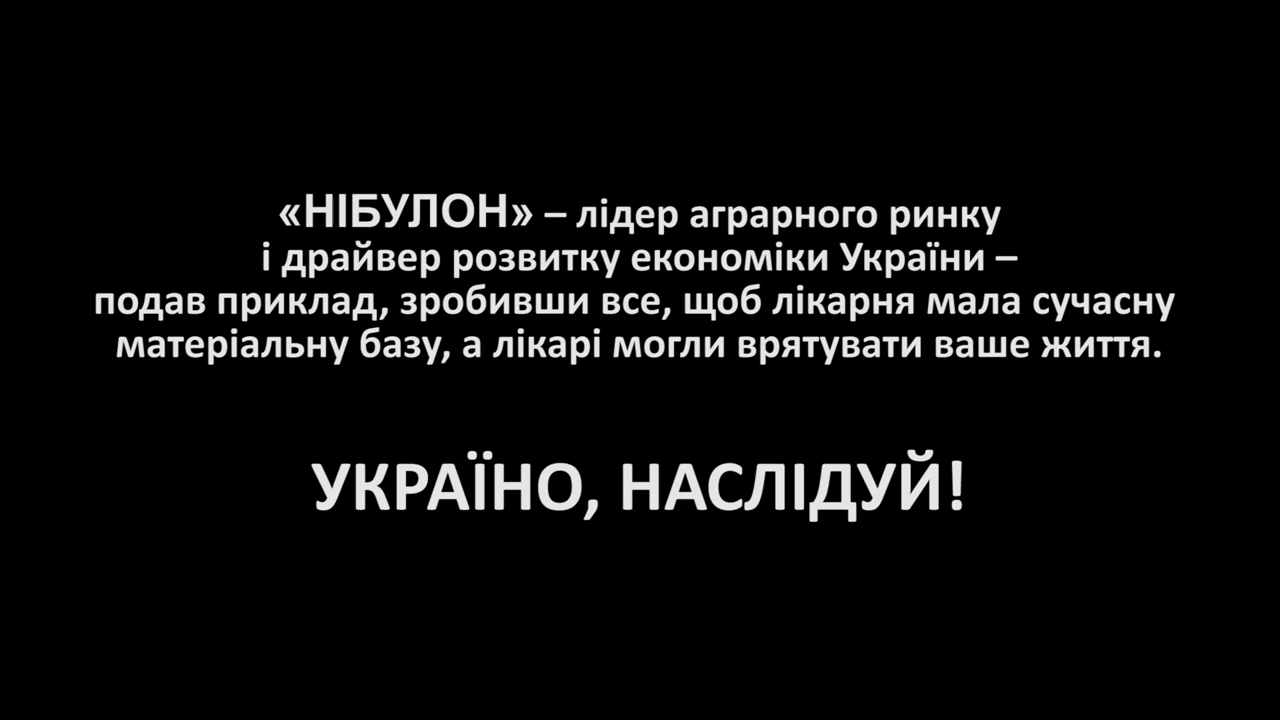 «НІБУЛОН» – лідер аграрного ринку
і драйвер розвитку економіки України –
подав приклад, зробивши все, щоб лікарня мала сучасну
матеріальну базу, а лікарі могли врятувати ваше життя.
УКРАЇНО, НАСЛІДУЙ!